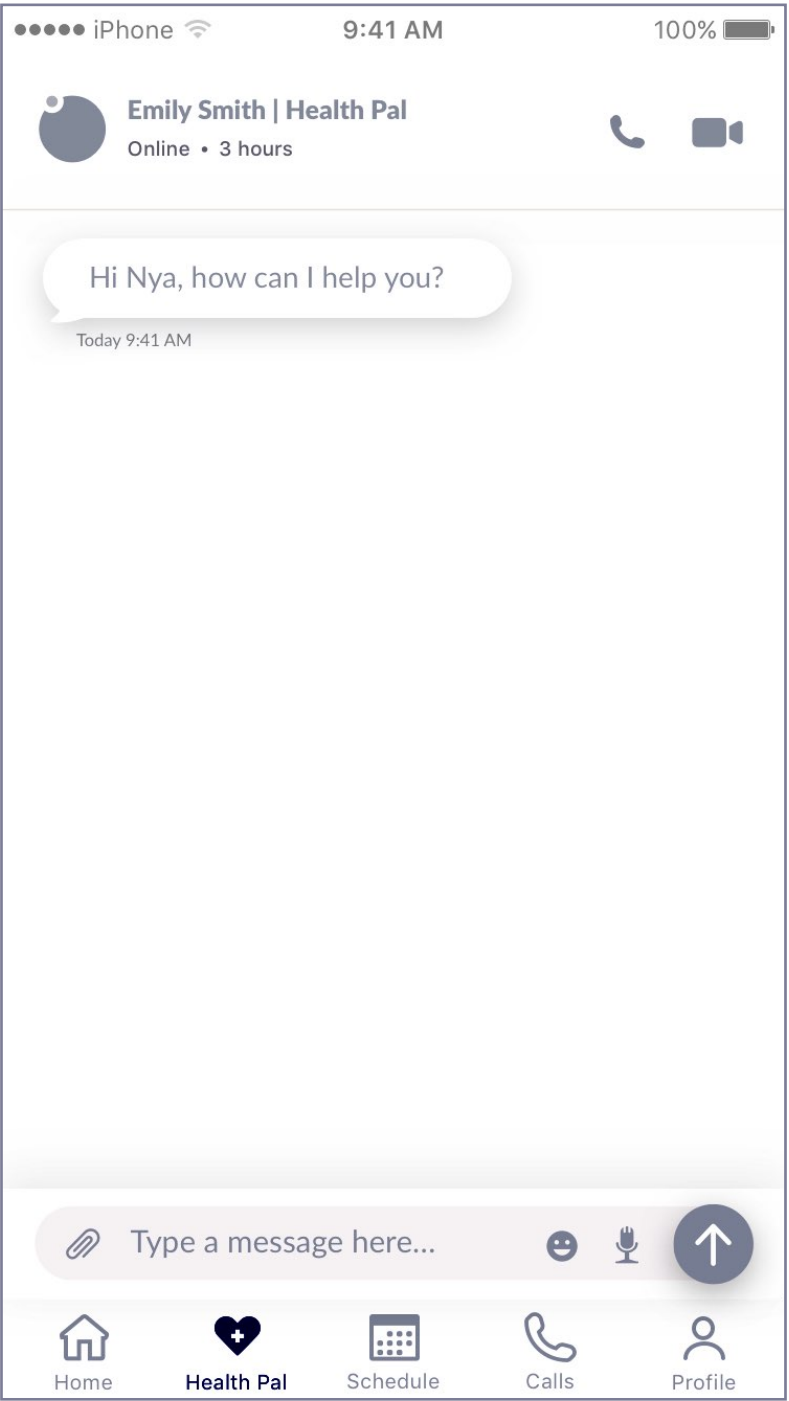 ●●●●● iPhone 9:41 AM 100%
Emily Smith | Health Pal
Online • 3 hours
Hi Nya, how can I help you?
Today 9:41 AM
Type a message here...
Home Health Pal Schedule Calls Profile